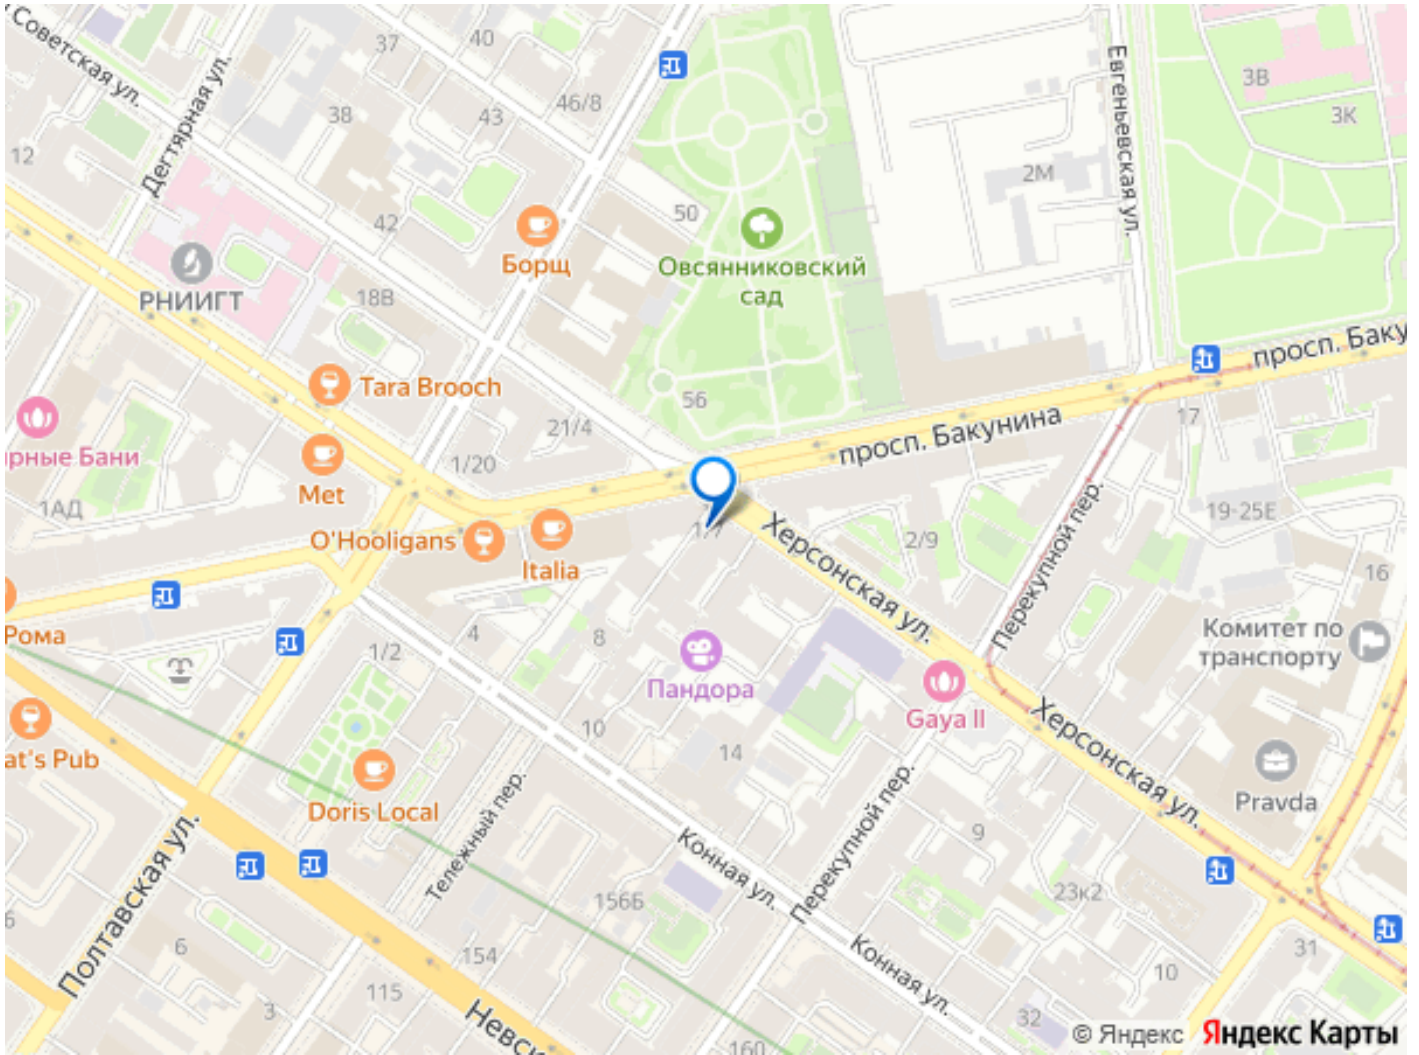 Советская ул.
37
40
Дегтярная ул.
38
43
46/8
12
42
50
2М
3В
3К
Евгеньевская ул.
Борщ
Овсянниковский
сад
РНИИГТ
18В
Tara Brooch
56
21/4
1/20
просп. Баку
просп. Бакунина
17
рные Бани
Met
1АД
O'Hooligans
Italia
1/7
Херсонская ул.
2/9
19-25Е
Перекупной пер.
16
Рома
4
8
1/2
Комитет по
транспорту
Пандора
Gaya II
at's Pub
10
14
Херсонская ул.
Pravda
Doris Local
Полтавская ул.
Тележный пер.
Конная ул.
Перекупной пер.
9
23к2
156Б
6
154
Конная ул.
31
10
115
3
Невск
32
160
© Яндекс
Яндекс Карты